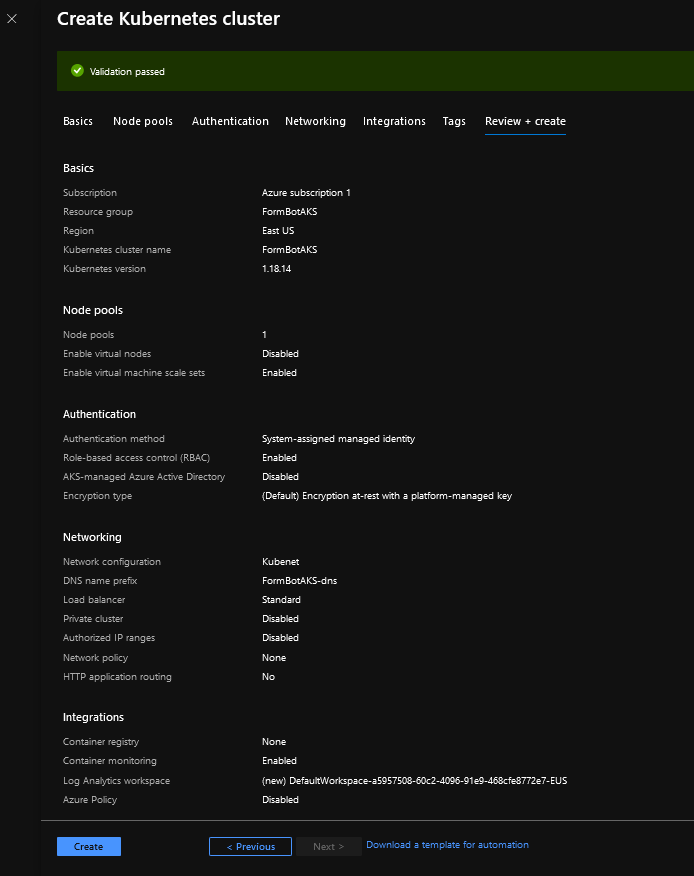 Create Kubernetes cluster
Validation passed
Basics Node pools Authentication Networking Integrations Tags Review + create
Basics
Subscription Azure subscription 1
Resource group FormBotAKS
Region East US
Kubernetes cluster name FormBotAKS
Kubernetes version 1.18.14
Node pools
Node pools 1
Enable virtual nodes Disabled
Enable virtual machine scale sets Enabled
Authentication
Authentication method System-assigned managed identity
Role-based access control (RBAC) Enabled
AKS-managed Azure Active Directory Disabled
Encryption type (Default) Encryption at-rest with a platform-managed key
Networking
Network configuration Kubenet
DNS name prefix FormBotAKS-dns
Load balancer Standard
Private cluster Disabled
Authorized IP ranges Disabled
Network policy None
HTTP application routing No
Integrations
Container registry None
Container monitoring Enabled
Log Analytics workspace (new) DefaultWorkspace-a5957508-60c2-4096-91e9-468cfe8772e7-EUS
Azure Policy Disabled
Create < Previous Next > Download a template for automation